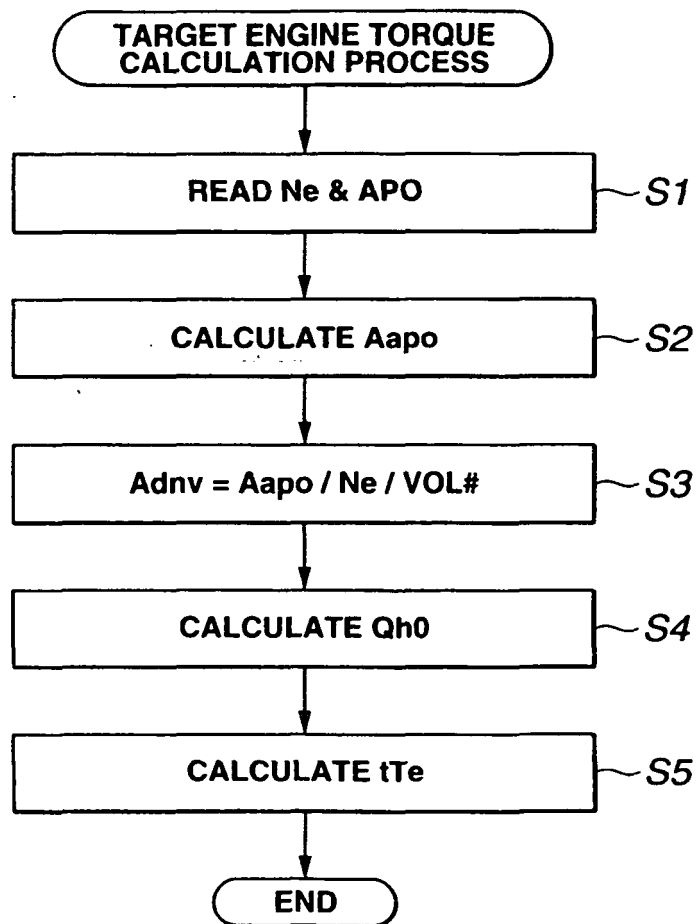 TARGET ENGINE TORQUE
CALCULATION PROCESS
READ Ne & APO
S1
CALCULATE Aapo
S2
Adnv = Aapo / Ne / VOL#
S3
CALCULATE Qh0
S4
CALCULATE tTe
S5
END